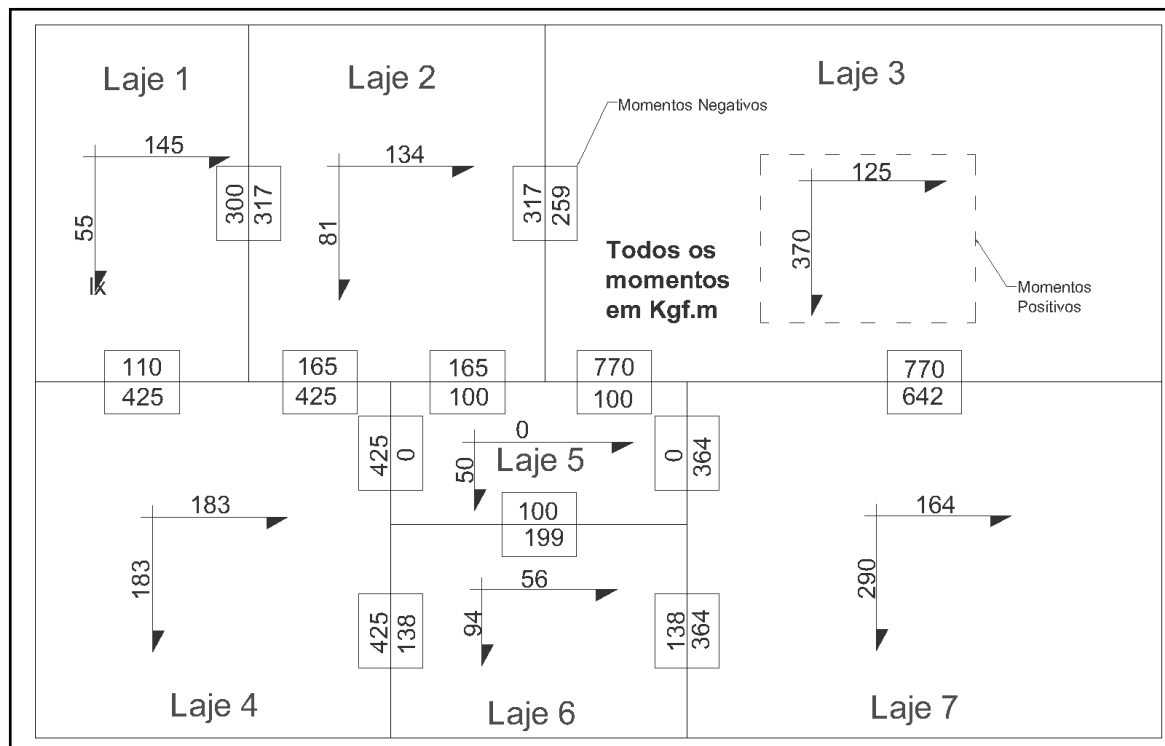 Laje 1
Laje 2
Laje 3
Momentos Negativos
145
134
125
55
lx
300
317
81
317
259
370
Todos os
momentos
em Kgf.m
Momentos
Positivos
110
425
165
425
165
100
770
100
770
642
425
0
0
50
Laje 5
0
364
100
199
183
183
164
290
425
138
56
94
138
364
Laje 4
Laje 6
Laje 7